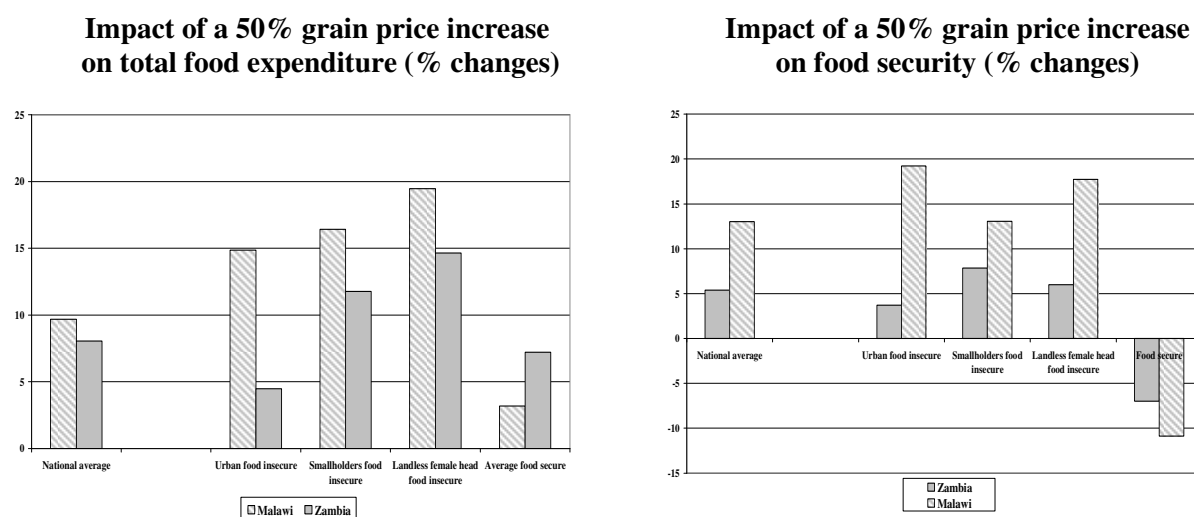 Impact of a 50% grain price increase
on total food expenditure (% changes)
25
20
15
10
5
0
National average
Urban food insecure
Smallholders food
insecure
Landless female head
food insecure
Average food secure
Malawi
Zambia
Impact of a 50% grain price increase
on food security (% changes)
25
20
15
10
5
0
-5
-10
-15
National average
Urban food insecure
Smallholders food
insecure
Landless female head
food insecure
Food secure
Zambia
Malawi